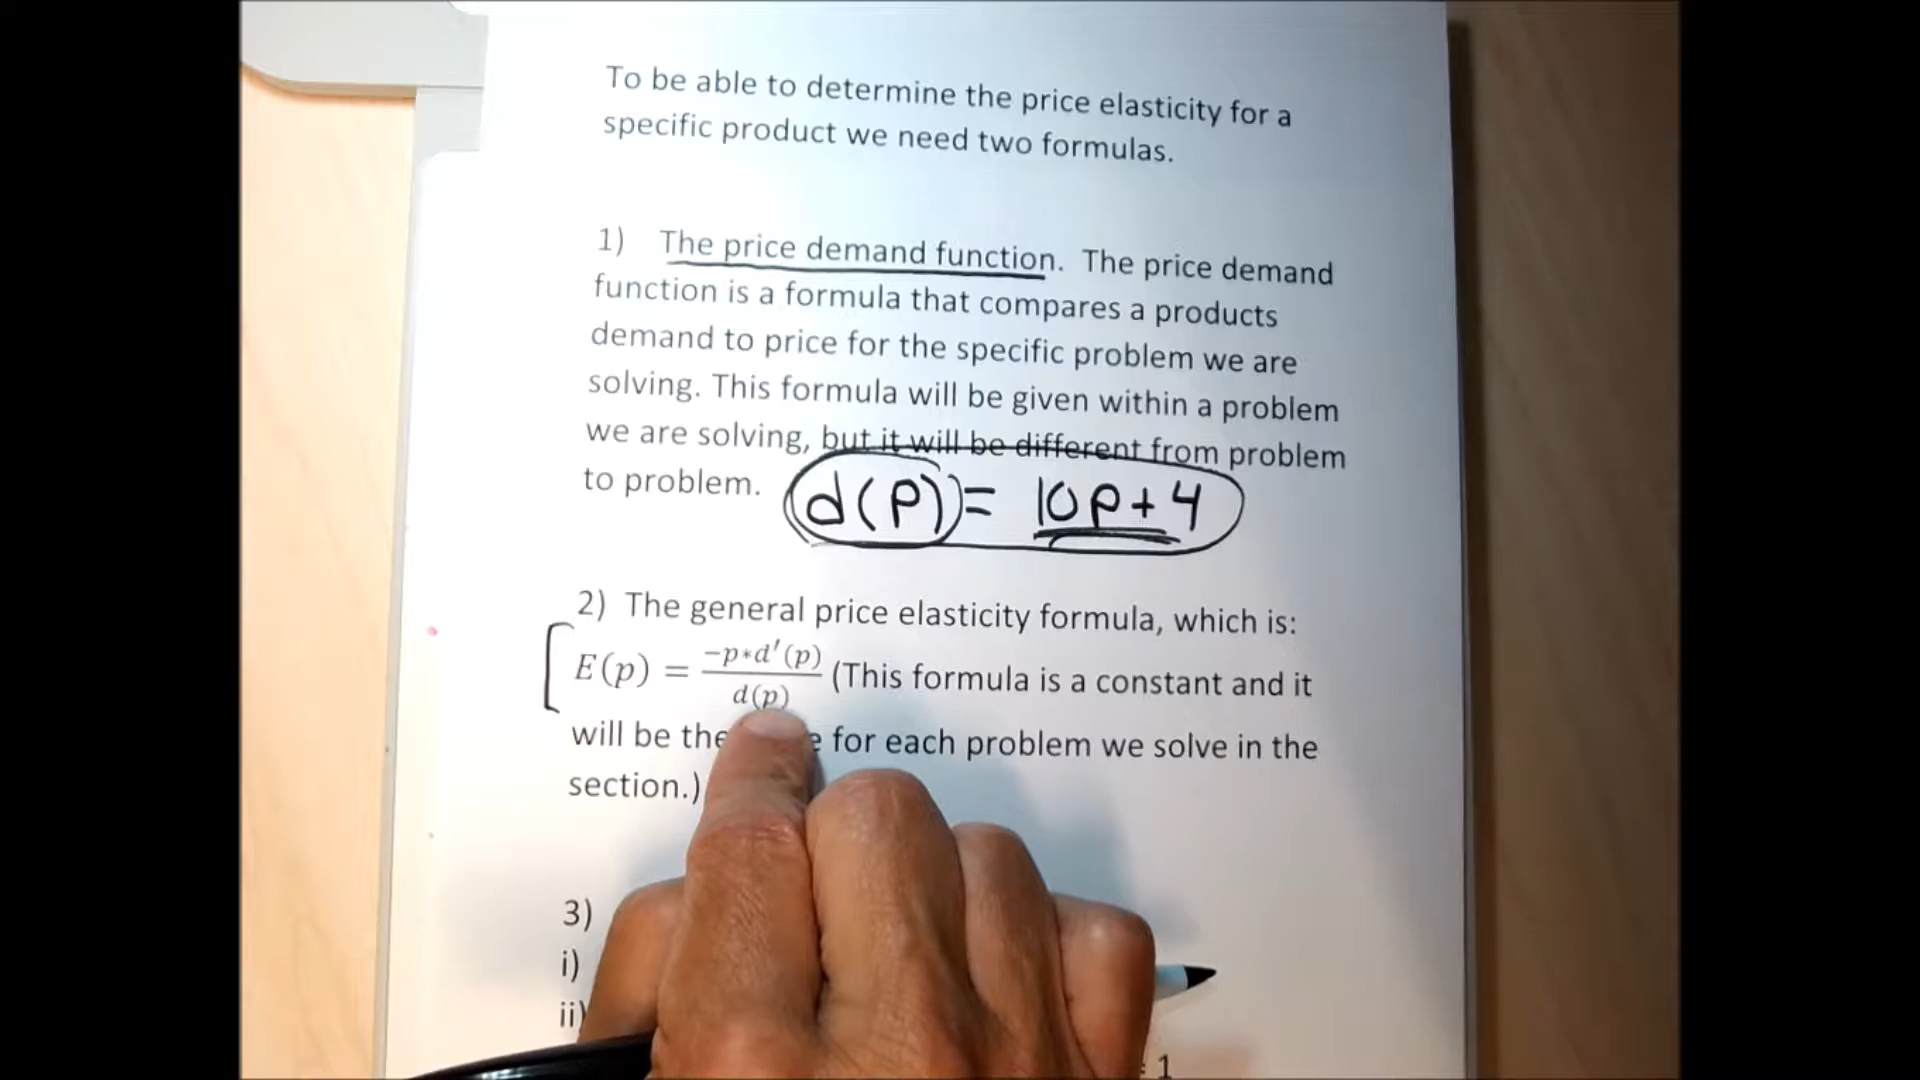 To be able to determine the price elasticity for a
specific product we need two formulas.
1) The price demand function. The price demand
function is a formula that compares a products
demand to price for the specific problem we are
solving. This formula will be given within a problem
we are solving, but it will be different from problem
to problem. d(p) = 10p+4
2) The general price elasticity formula, which is:
E(p) = −p∗d′(p) / d(p) (This formula is a constant and it
will be the for each problem we solve in the
section.)
3)
i)
ii)
1